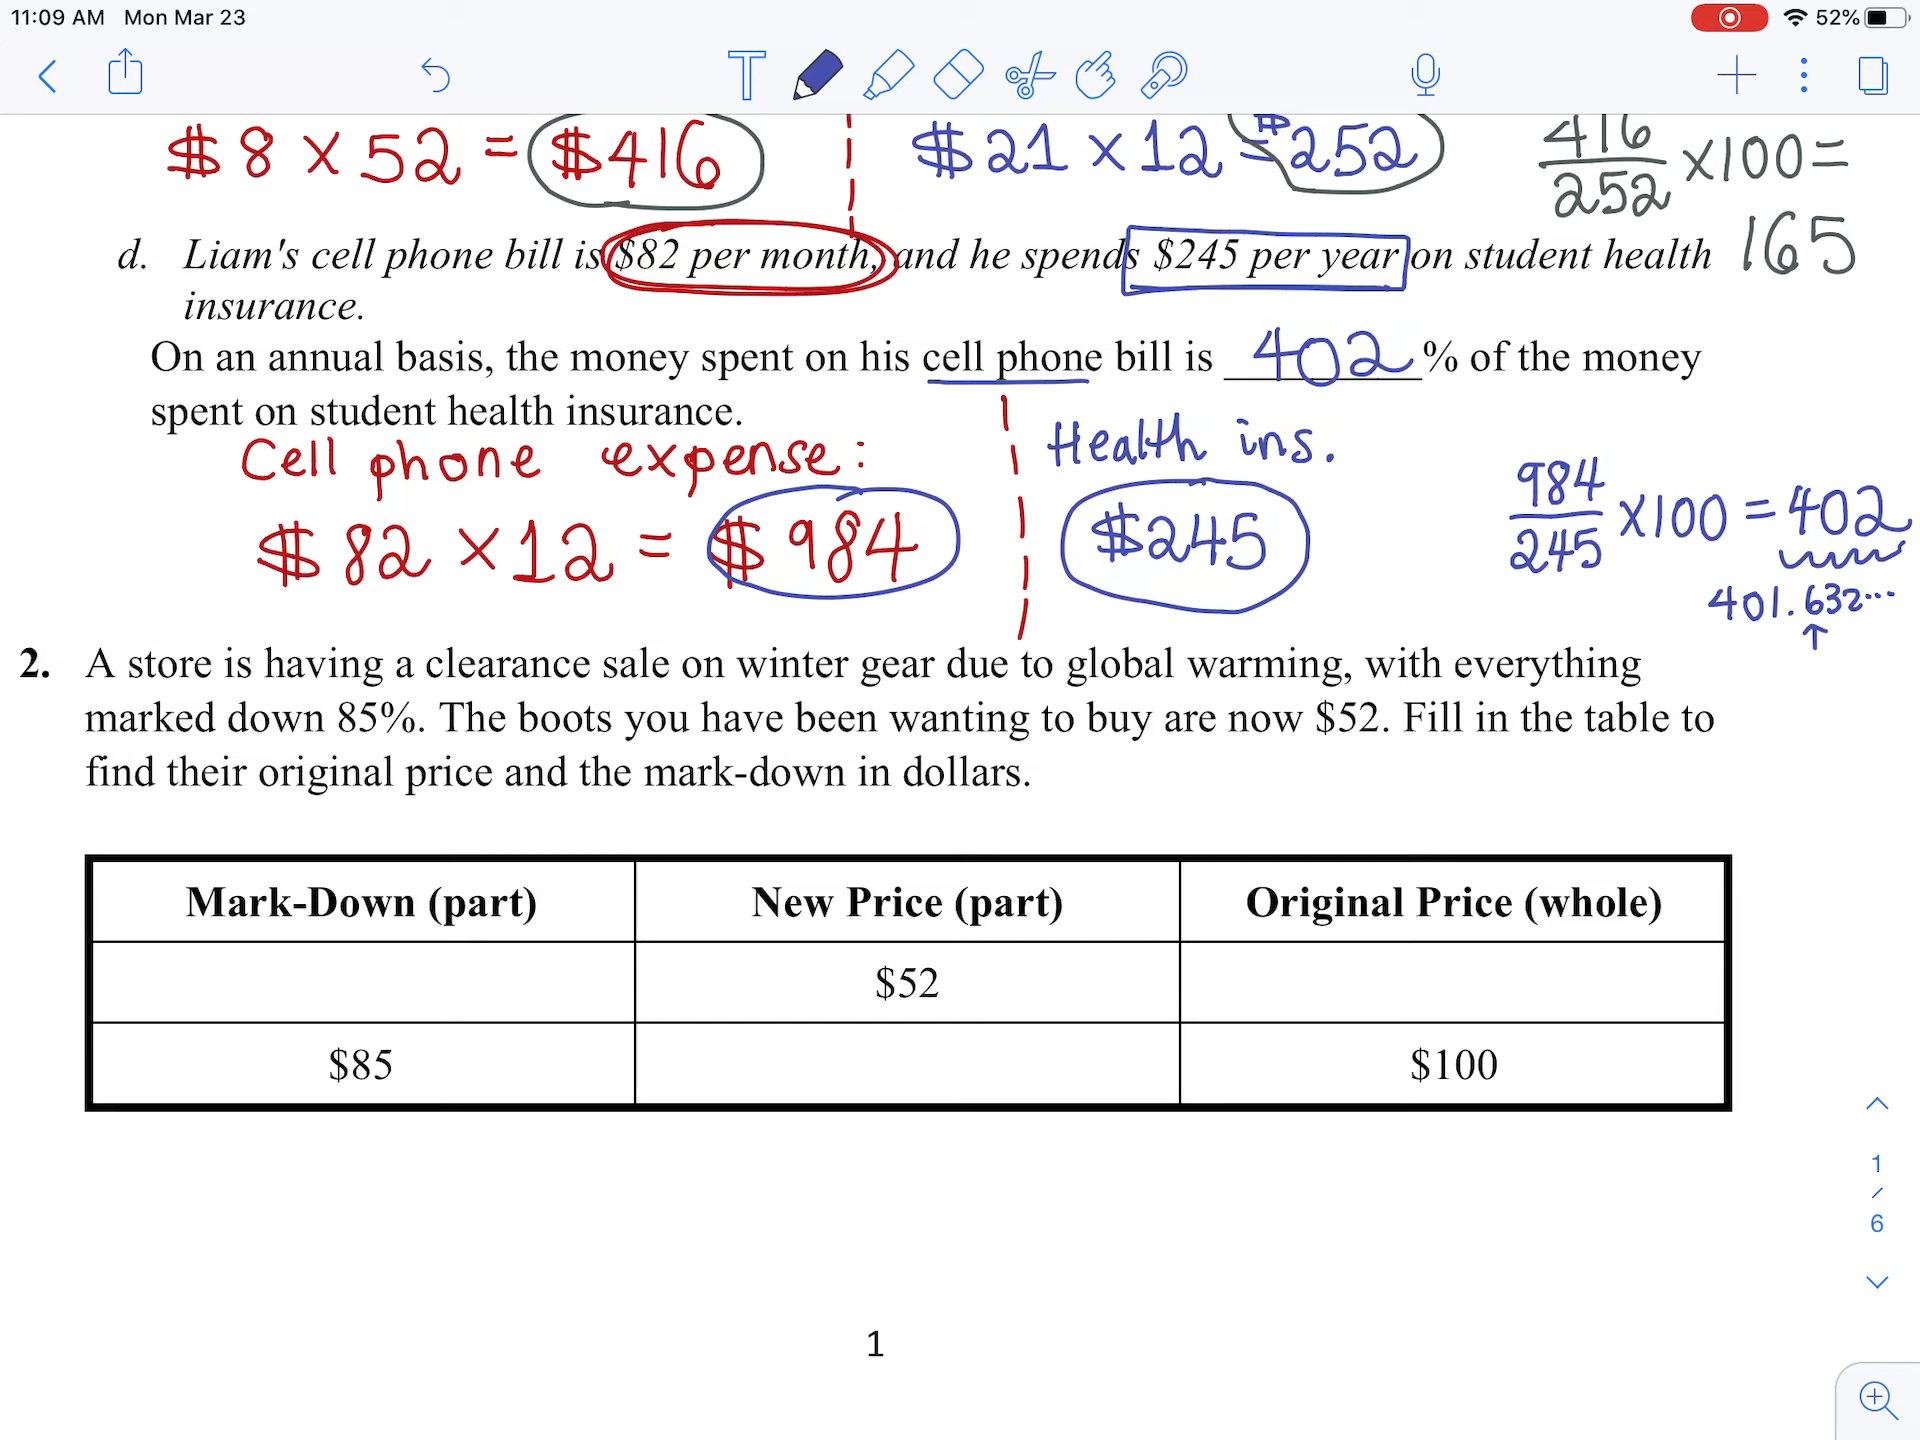 11:09 AM Mon Mar 23
52%
T
$8 x 52 = $416
$21 x 12 = $252
416
252
x100=
165
d. Liam's cell phone bill is $82 per month, and he spends $245 per year on student health
insurance.
On an annual basis, the money spent on his cell phone bill is 402 % of the money
spent on student health insurance.
Cell phone expense:
$82 x 12 = $984
Health ins.
$245
984
245
x100 = 402
401.632...
2. A store is having a clearance sale on winter gear due to global warming, with everything
marked down 85%. The boots you have been wanting to buy are now $52. Fill in the table to
find their original price and the mark-down in dollars.
Mark-Down (part) New Price (part) Original Price (whole)
$52
$85 $100
1
/
6
1